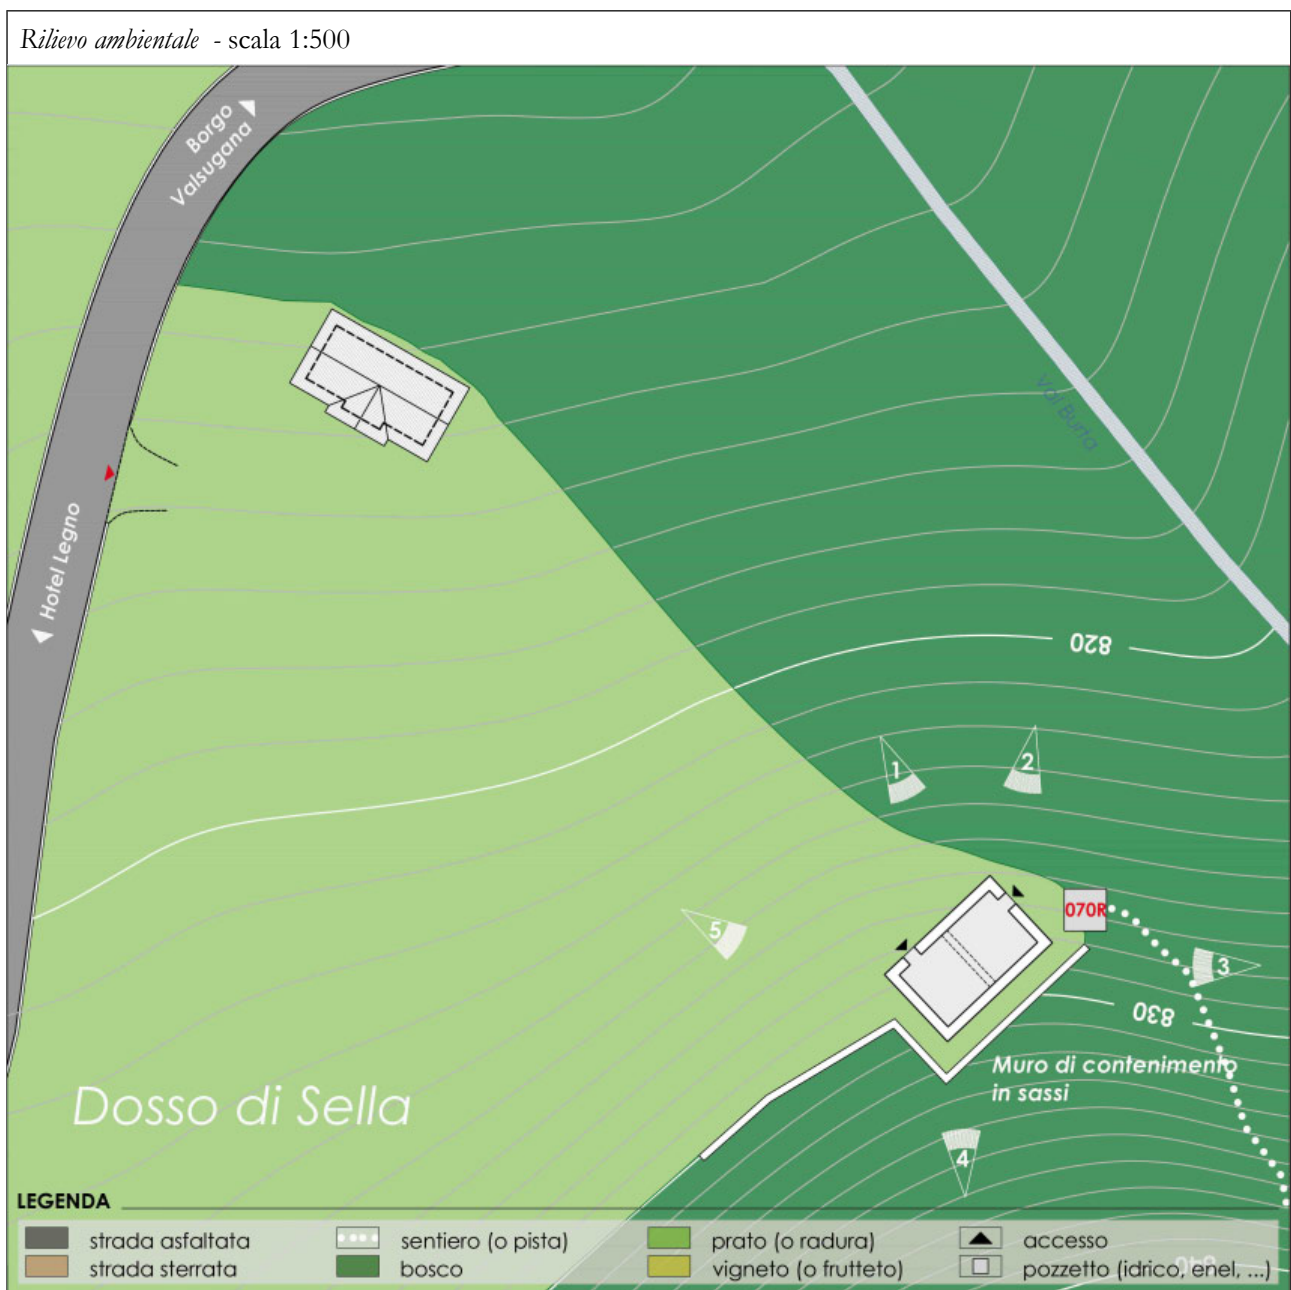 Rilievo ambientale - scala 1:500
Borgo
Valsugana
Hotel Legno
Val Burta
820
1
2
5
070R
3
830
Muro di contenimento
in sassi
4
Dosso di Sella
LEGENDA
strada asfaltata
sentiero (o pista)
prato (o radura)
accesso
strada sterrata
bosco
vigneto (o frutteto)
pozzetto (idrico, enel, ...)
840